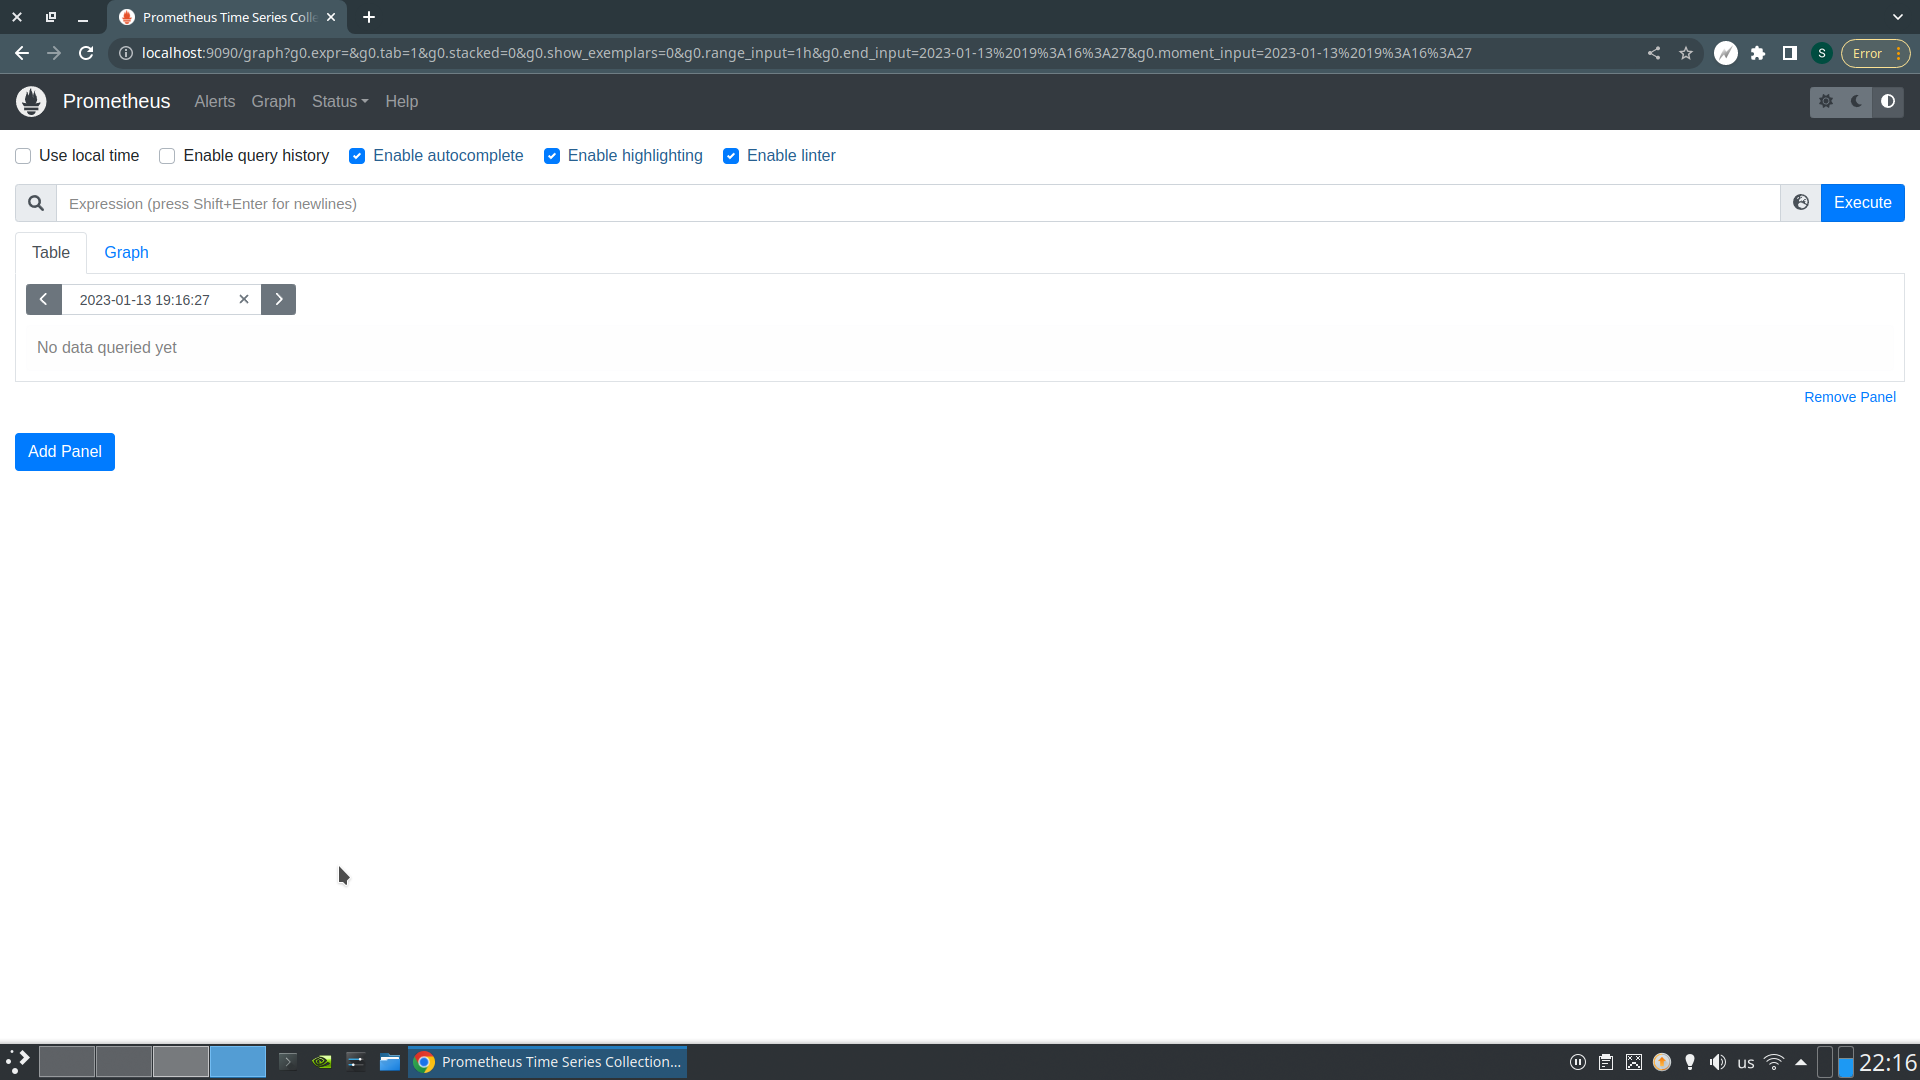 Prometheus Time Series Colle
localhost:9090/graph?g0.expr=&g0.tab=1&g0.stacked=0&g0.show_exemplars=0&g0.range_input=1h&g0.end_input=2023-01-13%2019%3A16%3A27&g0.moment_input=2023-01-13%2019%3A16%3A27
S
Error
Prometheus Alerts Graph Status Help
Use local time Enable query history Enable autocomplete Enable highlighting Enable linter
Expression (press Shift+Enter for newlines) Execute
Table Graph
2023-01-13 19:16:27
No data queried yet
Remove Panel
Add Panel
Prometheus Time Series Collection... us 22:16